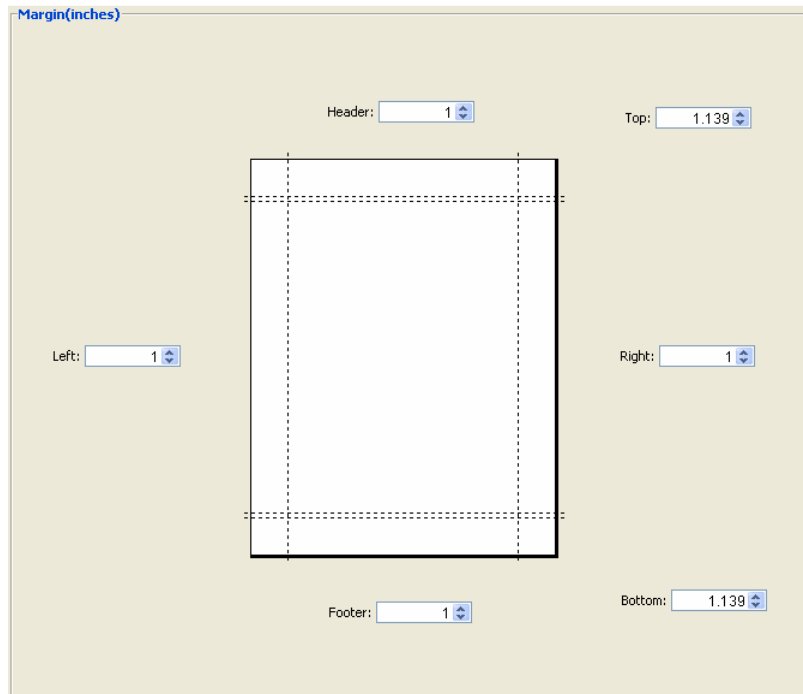 Margin(inches)
Header: 1
Top: 1.139
Left: 1
Right: 1
Footer: 1
Bottom: 1.139